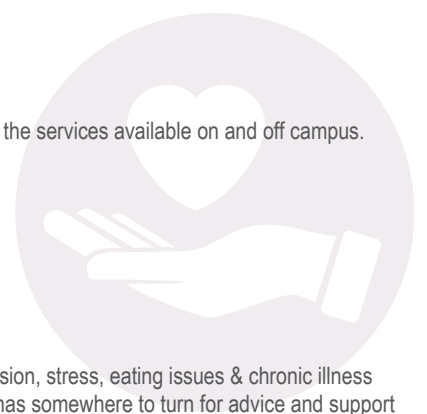 the services available on and off campus.
sion, stress, eating issues & chronic illness
has somewhere to turn for advice and support